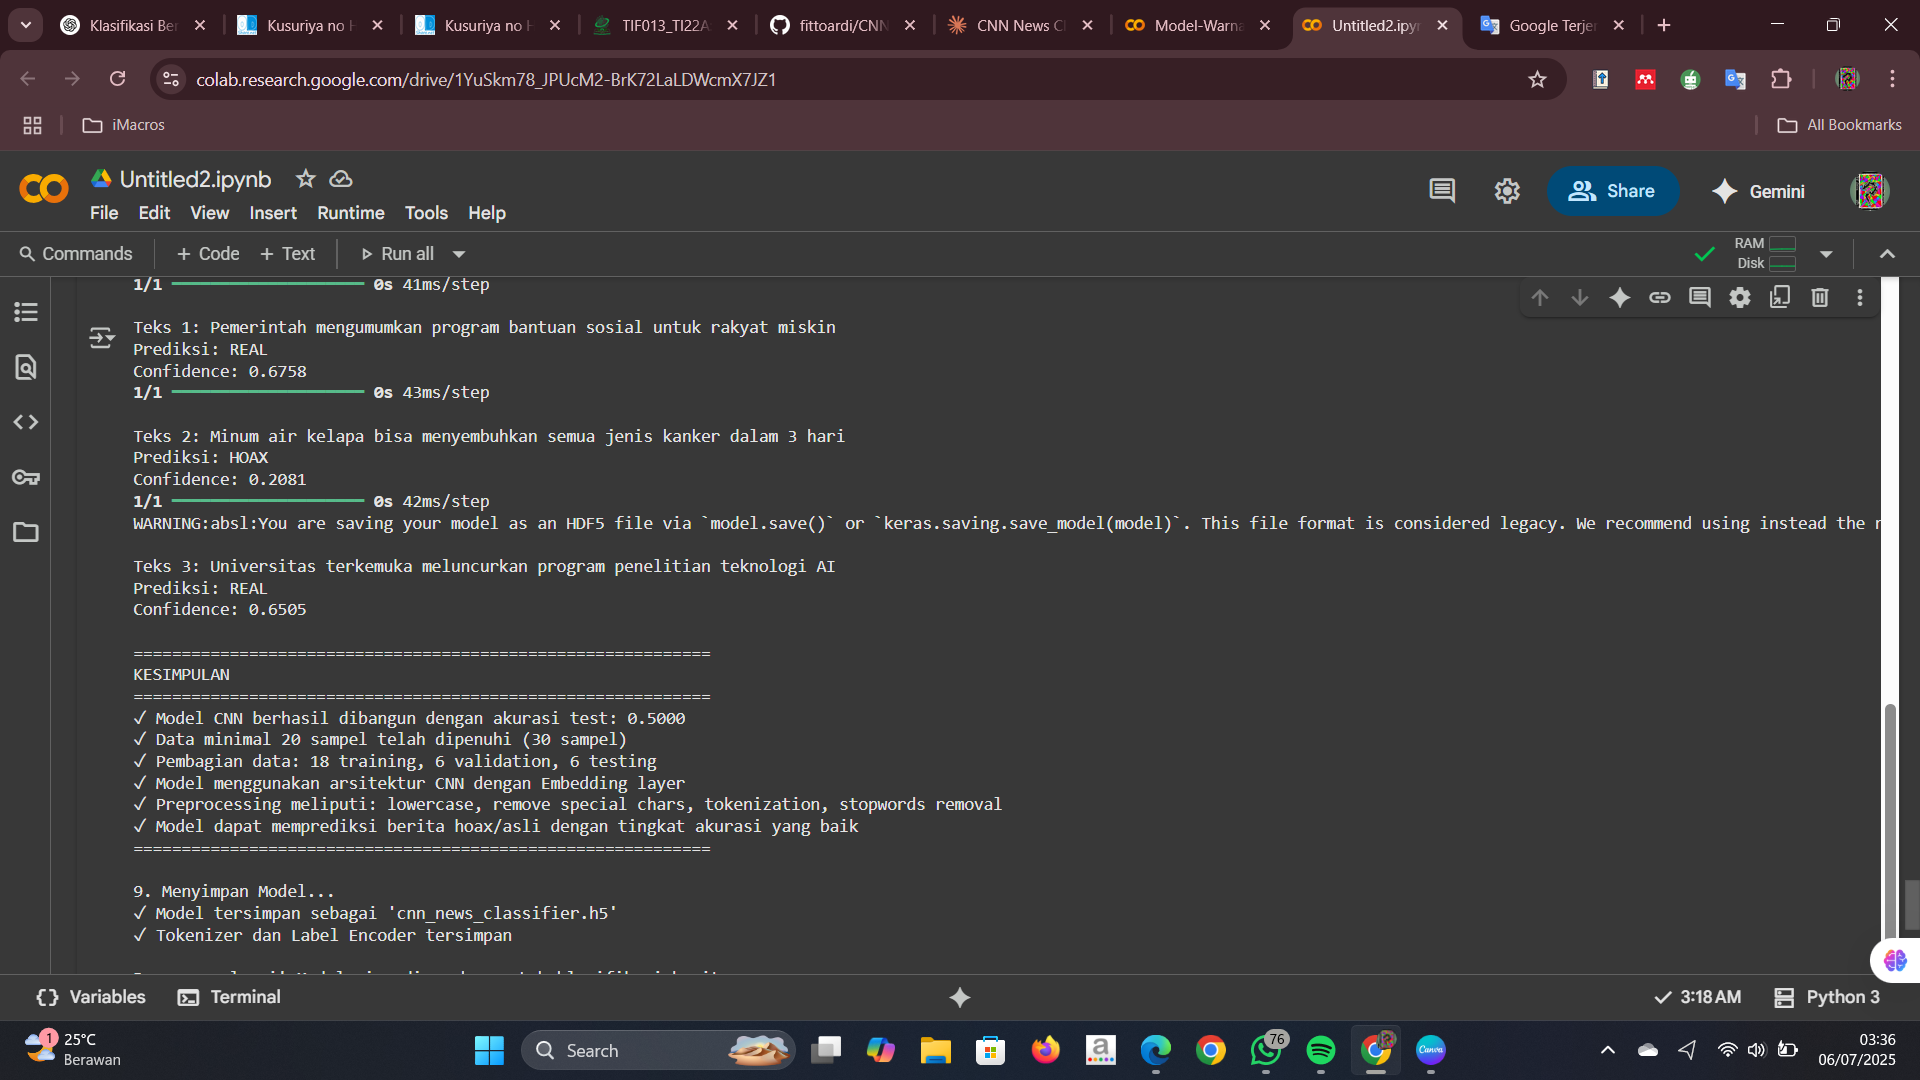 Klasifikasi Ber
Kusuriya no H
Kusuriya no H
TIF013_TI22A
fittoardi/CNN
CNN News Cl
Model-Warna
Untitled2.ipyn
Google Terjer
colab.research.google.com/drive/1YuSkm78_JPUcM2-BrK72LaLDWcmX7JZ1
iMacros
All Bookmarks
Untitled2.ipynb
File Edit View Insert Runtime Tools Help
Share
Gemini
Commands + Code + Text Run all
RAM
Disk
1/1 0s 41ms/step
Teks 1: Pemerintah mengumumkan program bantuan sosial untuk rakyat miskin
Prediksi: REAL
Confidence: 0.6758
1/1 0s 43ms/step
Teks 2: Minum air kelapa bisa menyembuhkan semua jenis kanker dalam 3 hari
Prediksi: HOAX
Confidence: 0.2081
1/1 0s 42ms/step
WARNING:absl:You are saving your model as an HDF5 file via `model.save()` or `keras.saving.save_model(model)`. This file format is considered legacy. We recommend using instead the
Teks 3: Universitas terkemuka meluncurkan program penelitian teknologi AI
Prediksi: REAL
Confidence: 0.6505
============================================================
KESIMPULAN
============================================================
✓ Model CNN berhasil dibangun dengan akurasi test: 0.5000
✓ Data minimal 20 sampel telah dipenuhi (30 sampel)
✓ Pembagian data: 18 training, 6 validation, 6 testing
✓ Model menggunakan arsitektur CNN dengan Embedding layer
✓ Preprocessing meliputi: lowercase, remove special chars, tokenization, stopwords removal
✓ Model dapat memprediksi berita hoax/asli dengan tingkat akurasi yang baik
============================================================
9. Menyimpan Model...
✓ Model tersimpan sebagai 'cnn_news_classifier.h5'
✓ Tokenizer dan Label Encoder tersimpan
Variables
Terminal
3:18 AM
Python 3
1
25°C
Berawan
Search
76
Canva
03:36
06/07/2025